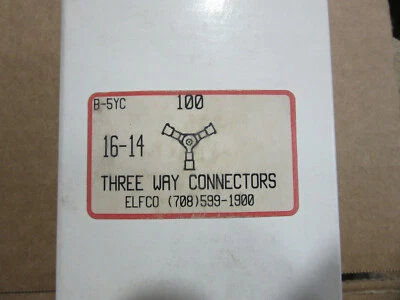 B-5YC 100
16-14
THREE WAY CONNECTORS
ELFCO (708)599-1900